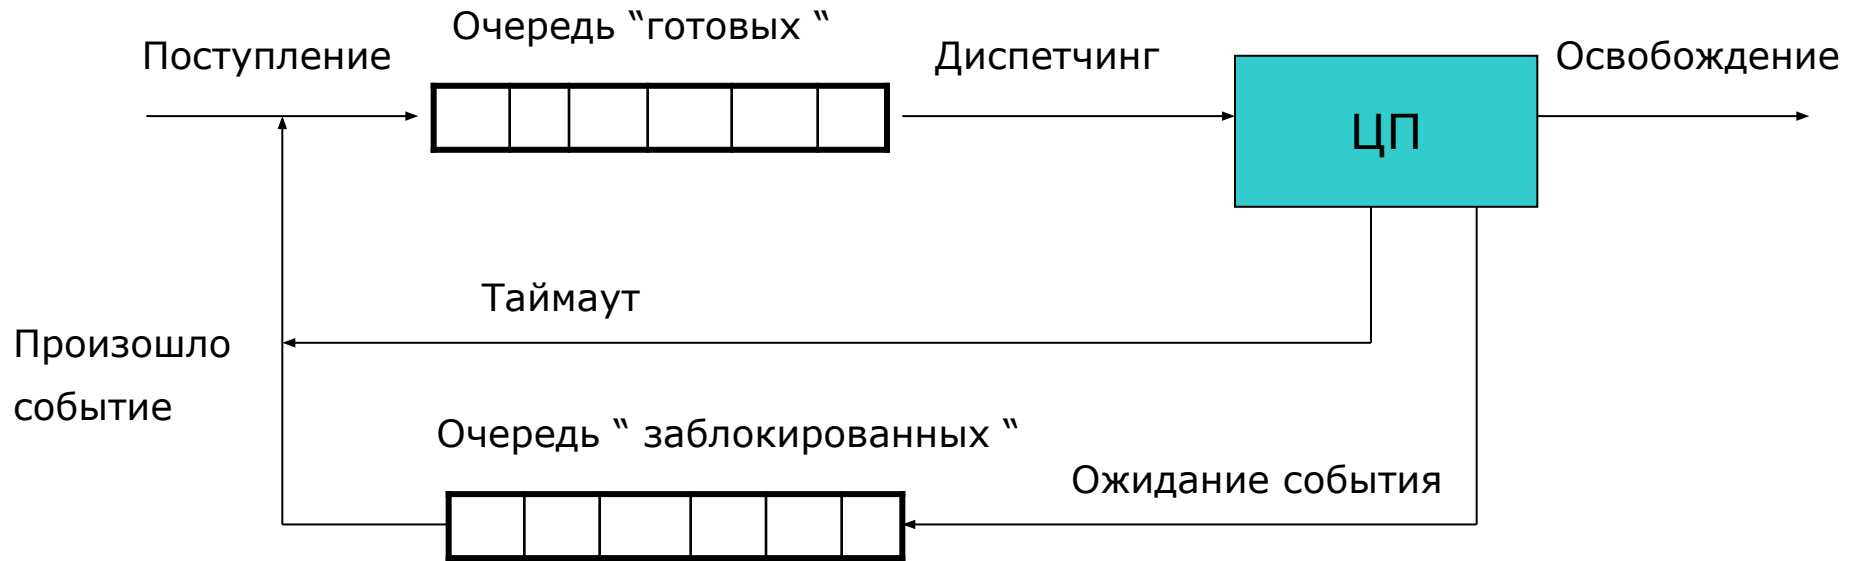 Очередь “готовых “
Поступление
Диспетчинг
Освобождение
ЦП
Таймаут
Произошло
событие
Очередь “ заблокированных “
Ожидание события